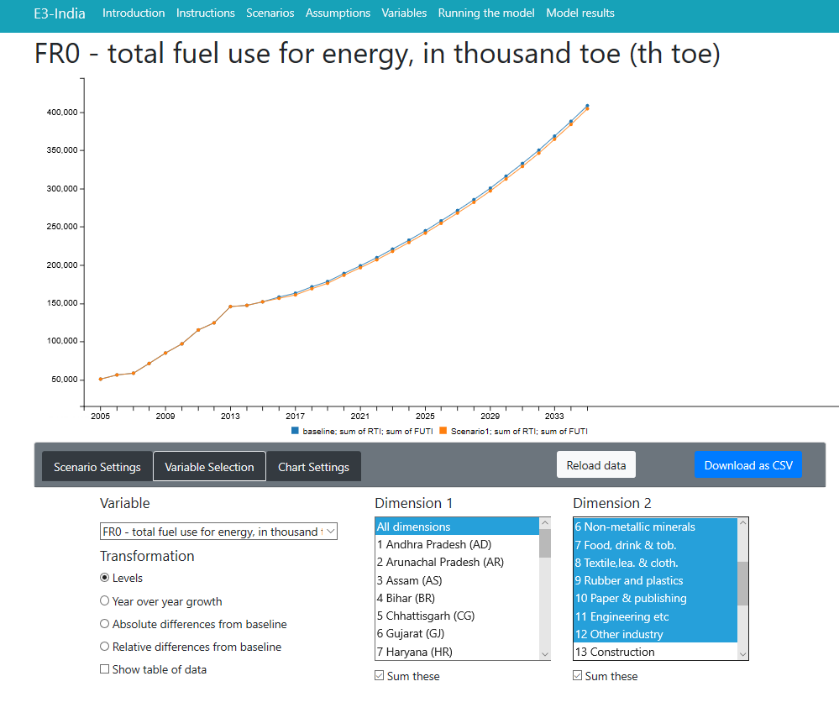 E3-India Introduction Instructions Scenarios Assumptions Variables Running the model Model results
FR0 - total fuel use for energy, in thousand toe (th toe)
400,000
350,000
300,000
250,000
200,000
150,000
100,000
50,000
2005 2009 2013 2017 2021 2025 2029 2033
baseline; sum of RTI; sum of FUTI Scenario1; sum of RTI; sum of FUTI
Scenario Settings Variable Selection Chart Settings Reload data Download as CSV
Variable
FR0 - total fuel use for energy, in thousand
Transformation
Levels
Year over year growth
Absolute differences from baseline
Relative differences from baseline
Show table of data
Dimension 1
All dimensions
1 Andhra Pradesh (AD)
2 Arunachal Pradesh (AR)
3 Assam (AS)
4 Bihar (BR)
5 Chhattisgarh (CG)
6 Gujarat (GJ)
7 Haryana (HR)
Sum these
Dimension 2
6 Non-metallic minerals
7 Food, drink & tob.
8 Textile,lea. & cloth.
9 Rubber and plastics
10 Paper & publishing
11 Engineering etc
12 Other industry
13 Construction
Sum these